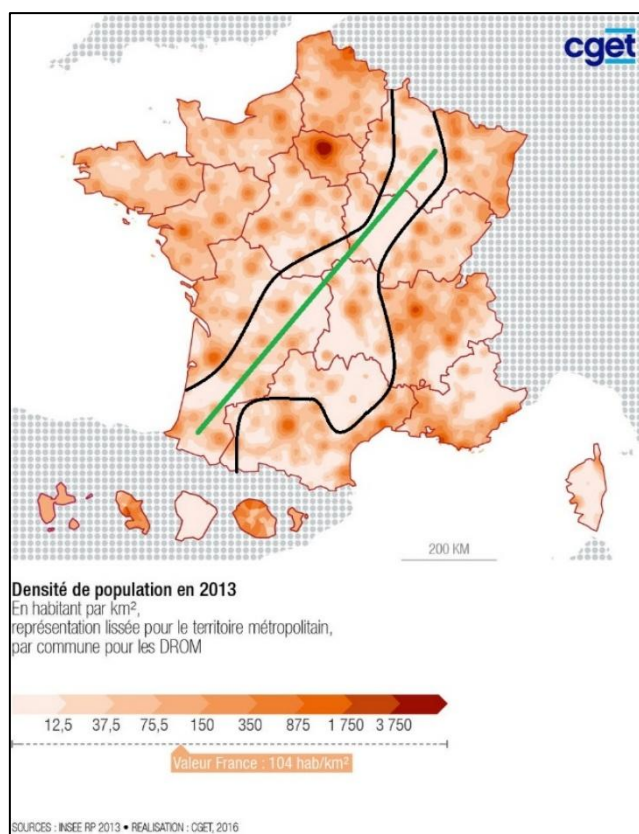 cget
200 KM
Densité de population en 2013
En habitant par km²,
représentation lissée pour le territoire métropolitain,
par commune pour les DROM
12,5 37,5 75,5 150 350 875 1 750 3 750
Valeur France : 104 hab/km²
SOURCES : INSEE RP 2013 • REALISATION : CGET, 2016